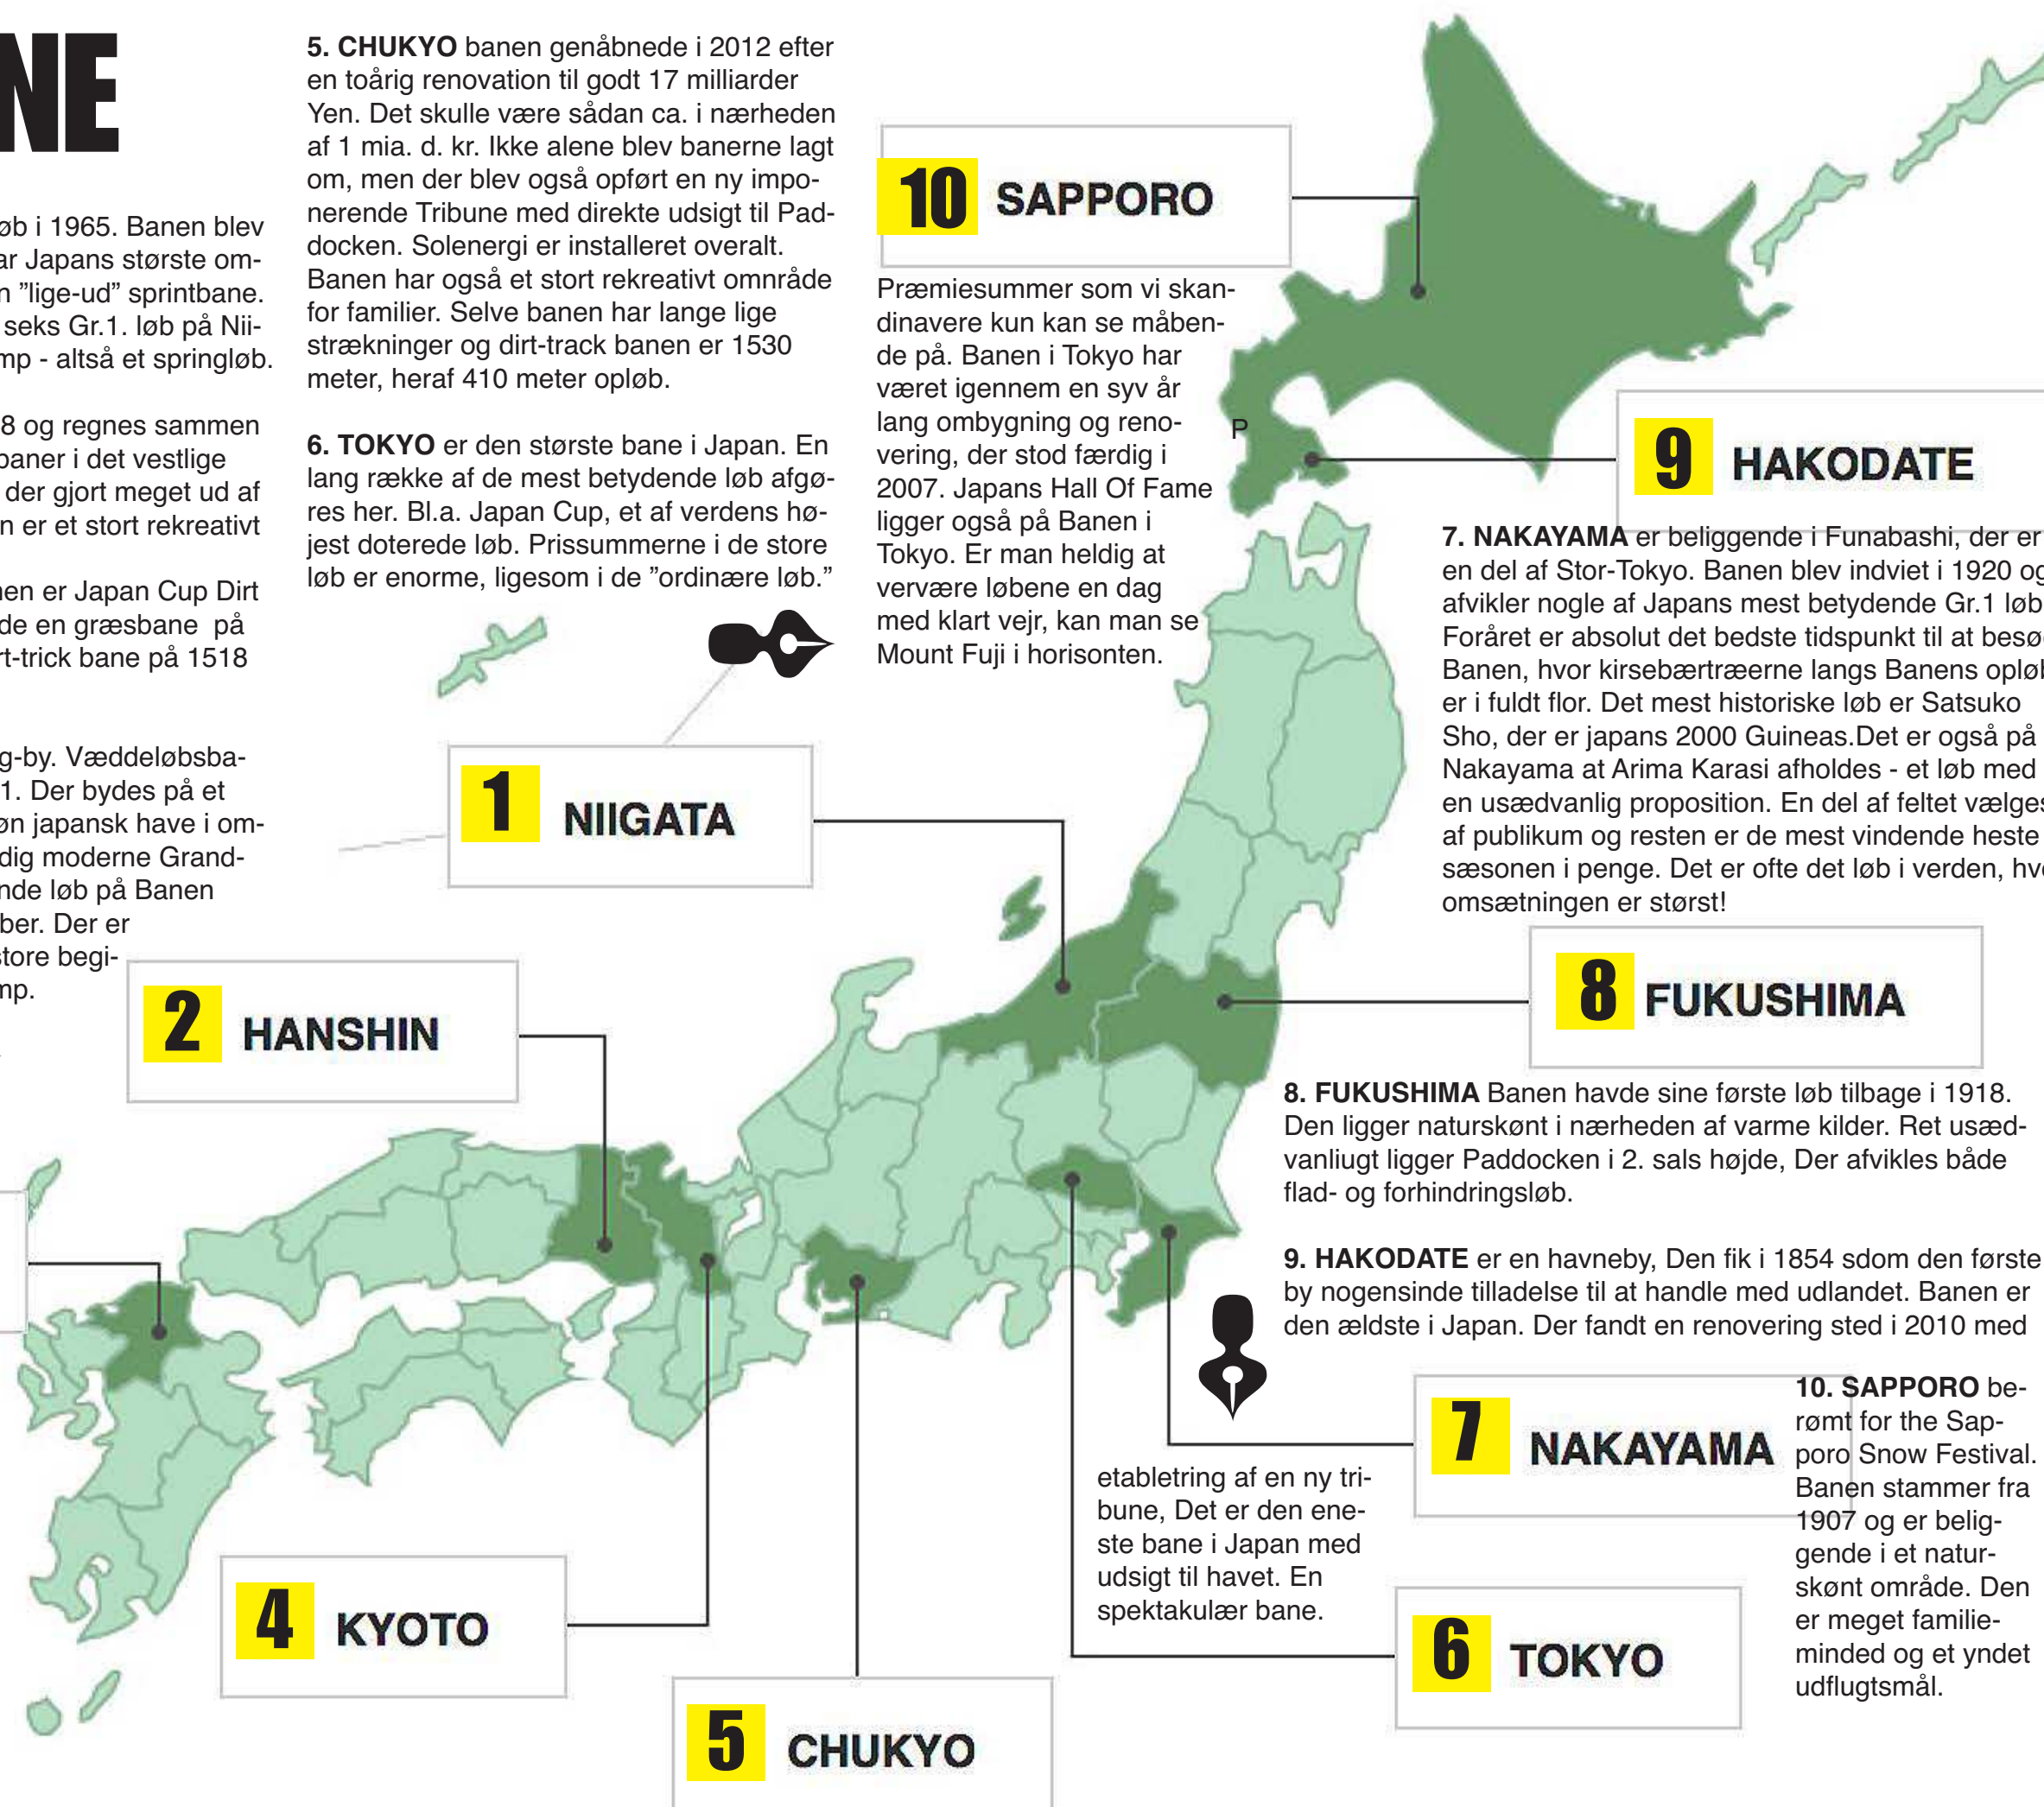 NE
øb i 1965. Banen blev
ar Japans største om-
n ”lige-ud” sprintbane.
seks Gr.1. løb på Nii-
mp - altså et springløb.
8 og regnes sammen
baner i det vestlige
der gjort meget ud af
n er et stort rekreativt
nen er Japan Cup Dirt
de en græsbane på
rt-trick bane på 1518
g-by. Væddeløbsba-
1. Der bydes på et
øn japansk have i om-
dig moderne Grand-
nde løb på Banen
ber. Der er
store begi-
mp.
5. CHUKYO banen genåbnede i 2012 efter
en toårig renovation til godt 17 milliarder
Yen. Det skulle være sådan ca. i nærheden
af 1 mia. d. kr. Ikke alene blev banerne lagt
om, men der blev også opført en ny impo-
nerende Tribune med direkte udsigt til Pad-
docken. Solenergi er installeret overalt.
Banen har også et stort rekreativt omnråde
for familier. Selve banen har lange lige
strækninger og dirt-track banen er 1530
meter, heraf 410 meter opløb.
6. TOKYO er den største bane i Japan. En
lang række af de mest betydende løb afgø-
res her. Bl.a. Japan Cup, et af verdens hø-
jest doterede løb. Prissummerne i de store
løb er enorme, ligesom i de ”ordinære løb.”
10 SAPPORO
Præmiesummer som vi skan-
dinavere kun kan se måben-
de på. Banen i Tokyo har
været igennem en syv år
lang ombygning og reno-
vering, der stod færdig i
2007. Japans Hall Of Fame
ligger også på Banen i
Tokyo. Er man heldig at
vervære løbene en dag
med klart vejr, kan man se
Mount Fuji i horisonten.
P
9 HAKODATE
7. NAKAYAMA er beliggende i Funabashi, der er
en del af Stor-Tokyo. Banen blev indviet i 1920 og
afvikler nogle af Japans mest betydende Gr.1 løb
Foråret er absolut det bedste tidspunkt til at besø
Banen, hvor kirsebærtræerne langs Banens opløb
er i fuldt flor. Det mest historiske løb er Satsuko
Sho, der er japans 2000 Guineas.Det er også på
Nakayama at Arima Karasi afholdes - et løb med
en usædvanlig proposition. En del af feltet vælges
af publikum og resten er de mest vindende heste
sæsonen i penge. Det er ofte det løb i verden, hvo
omsætningen er størst!
1 NIIGATA
2 HANSHIN
8 FUKUSHIMA
8. FUKUSHIMA Banen havde sine første løb tilbage i 1918.
Den ligger naturskønt i nærheden af varme kilder. Ret usæd-
vanliugt ligger Paddocken i 2. sals højde, Der afvikles både
flad- og forhindringsløb.
9. HAKODATE er en havneby, Den fik i 1854 sdom den første
by nogensinde tilladelse til at handle med udlandet. Banen er
den ældste i Japan. Der fandt en renovering sted i 2010 med
etabletring af en ny tri-
bune, Det er den ene-
ste bane i Japan med
udsigt til havet. En
spektakulær bane.
7 NAKAYAMA
10. SAPPORO be-
rømt for the Sap-
poro Snow Festival.
Banen stammer fra
1907 og er belig-
gende i et natur-
skønt område. Den
er meget familie-
minded og et yndet
udflugtsmål.
4 KYOTO
6 TOKYO
5 CHUKYO